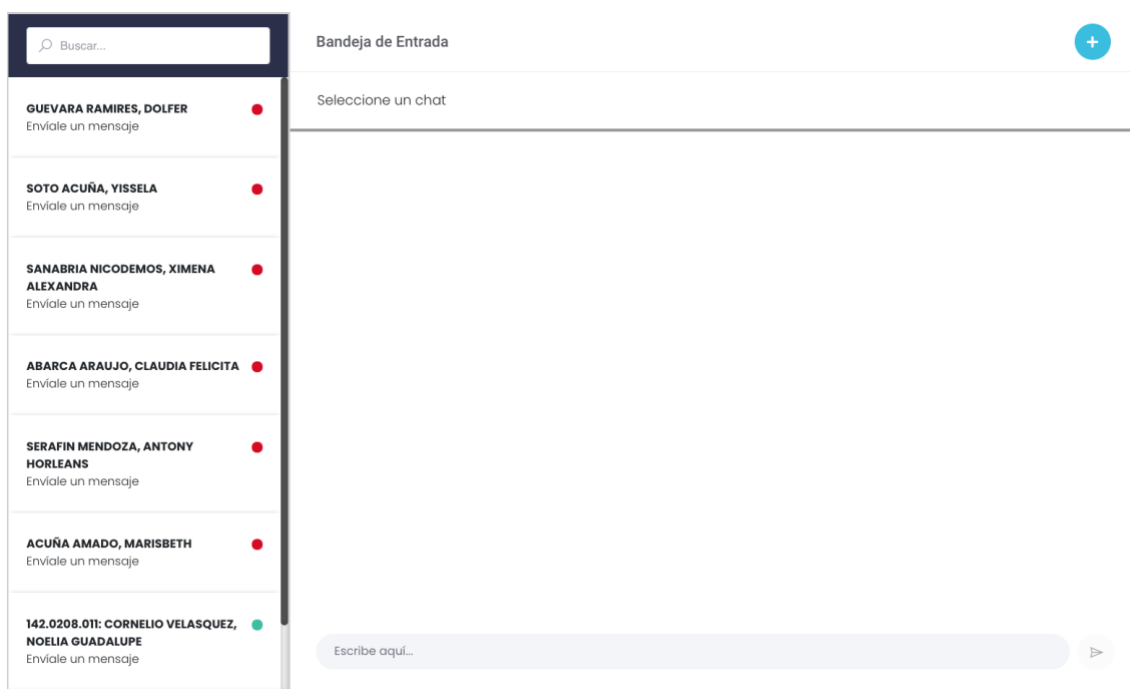 Buscar...
GUEVARA RAMIRES, DOLFER
Envíale un mensaje
SOTO ACUÑA, YISSELA
Envíale un mensaje
SANABRIA NICODEMOS, XIMENA
ALEXANDRA
Envíale un mensaje
ABARCA ARAUJO, CLAUDIA FELICITA
Envíale un mensaje
SERAFIN MENDOZA, ANTONY
HORLEANS
Envíale un mensaje
ACUÑA AMADO, MARISBETH
Envíale un mensaje
142.0208.011: CORNELIO VELASQUEZ,
NOELIA GUADALUPE
Envíale un mensaje
Bandeja de Entrada
+
Seleccione un chat
Escribe aquí...